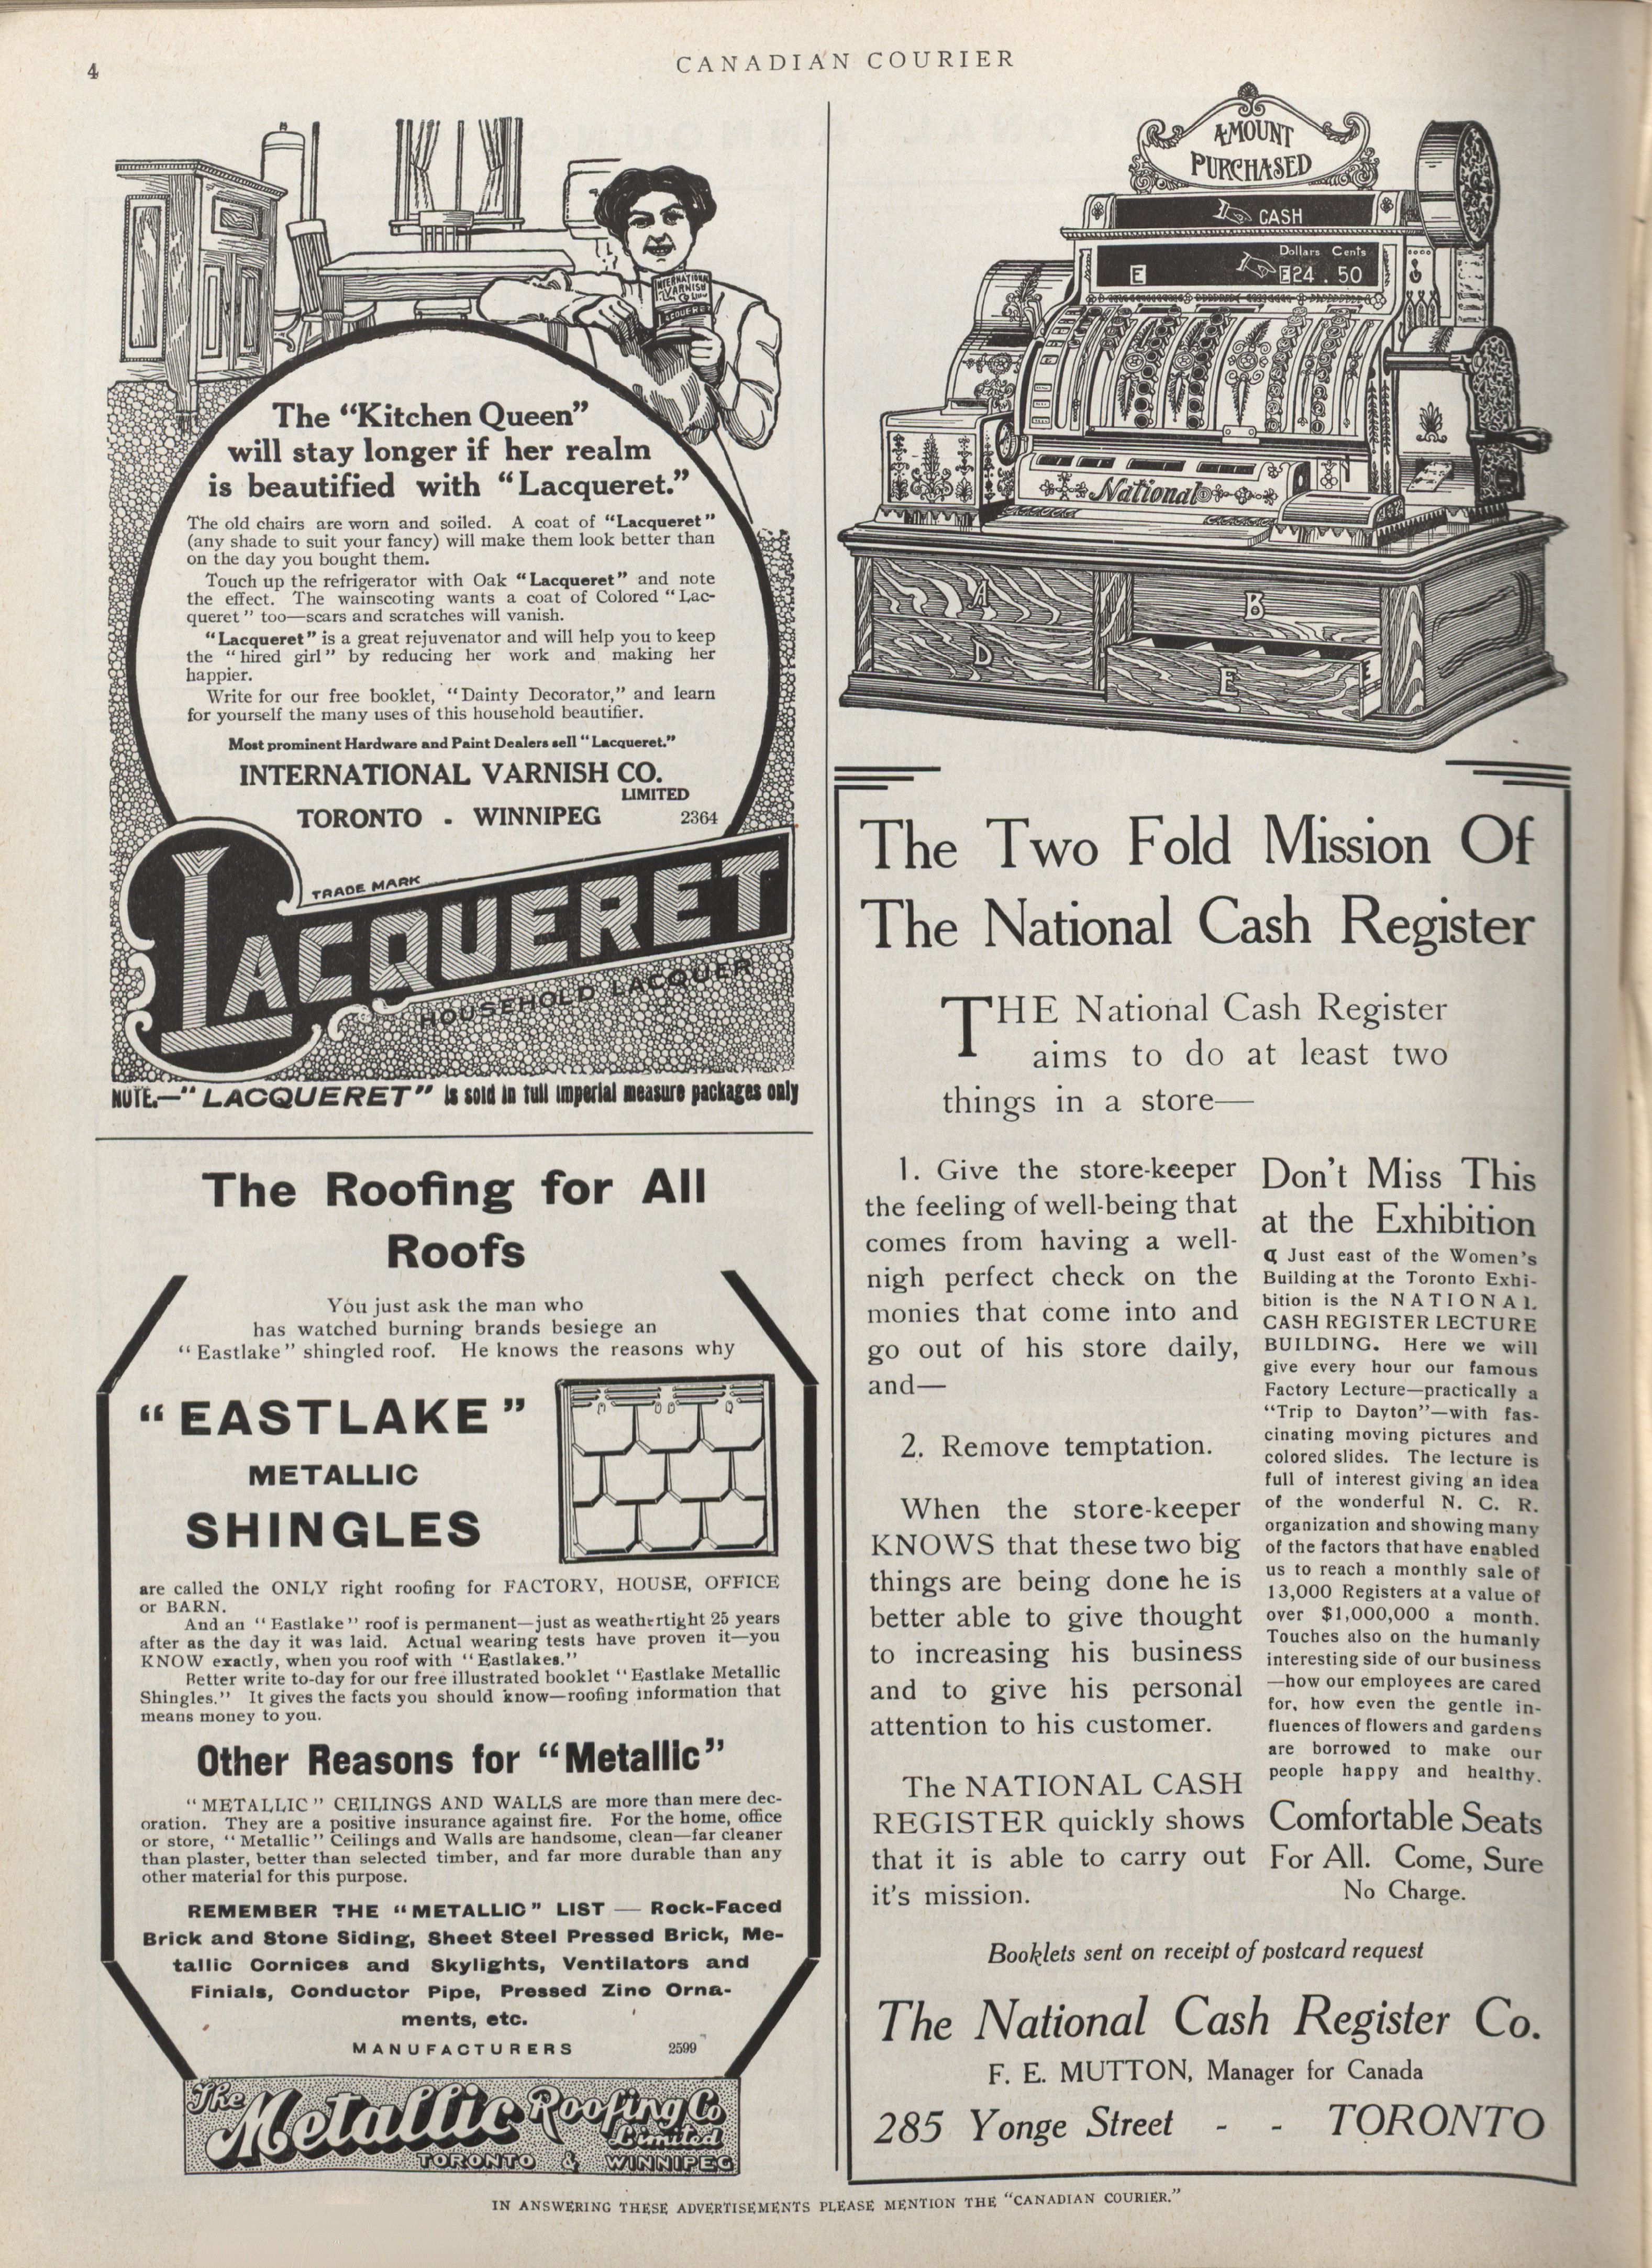 4
CANADIAN COURIER
INTERNATIONAL
VARNISH
Co Lim
LACQUERET
The “Kitchen Queen”
will stay longer if her realm
is beautified with “Lacqueret.”
The old chairs are worn and soiled. A coat of “Lacqueret”
(any shade to suit your fancy) will make them look better than
on the day you bought them.
Touch up the refrigerator with Oak “Lacqueret” and note
the effect. The wainscoting wants a coat of Colored “Lac-
queret” too—scars and scratches will vanish.
“Lacqueret” is a great rejuvenator and will help you to keep
the “hired girl” by reducing her work and making her
happier.
Write for our free booklet, “Dainty Decorator,” and learn
for yourself the many uses of this household beautifier.
Most prominent Hardware and Paint Dealers sell “Lacqueret.”
INTERNATIONAL VARNISH CO.
LIMITED
TORONTO - WINNIPEG 2364
TRADE MARK
LACQUERET
HOUSEHOLD LACQUER
NOTE.—“LACQUERET” is sold in full imperial measure packages only
The Roofing for All
Roofs
You just ask the man who
has watched burning brands besiege an
“Eastlake” shingled roof. He knows the reasons why
“EASTLAKE”
METALLIC
SHINGLES
are called the ONLY right roofing for FACTORY, HOUSE, OFFICE
or BARN.
And an “Eastlake” roof is permanent—just as weathertight 25 years
after as the day it was laid. Actual wearing tests have proven it—you
KNOW exactly, when you roof with “Eastlakes.”
Better write to-day for our free illustrated booklet “Eastlake Metallic
Shingles.” It gives the facts you should know—roofing information that
means money to you.
Other Reasons for “Metallic”
“METALLIC” CEILINGS AND WALLS are more than mere dec-
oration. They are a positive insurance against fire. For the home, office
or store, “Metallic” Ceilings and Walls are handsome, clean—far cleaner
than plaster, better than selected timber, and far more durable than any
other material for this purpose.
REMEMBER THE “METALLIC” LIST — Rock-Faced
Brick and Stone Siding, Sheet Steel Pressed Brick, Me-
tallic Cornices and Skylights, Ventilators and
Finials, Conductor Pipe, Pressed Zinc Orna-
ments, etc.
MANUFACTURERS 2599
The Metallic Roofing Co
Limited
TORONTO & WINNIPEG
AMOUNT
PURCHASED
CASH
Dollars Cents
E E24.50
National
A
B
D
E
The Two Fold Mission Of
The National Cash Register
THE National Cash Register
aims to do at least two
things in a store—
1. Give the store-keeper
the feeling of well-being that
comes from having a well-
nigh perfect check on the
monies that come into and
go out of his store daily,
and—
2. Remove temptation.
When the store-keeper
KNOWS that these two big
things are being done he is
better able to give thought
to increasing his business
and to give his personal
attention to his customer.
The NATIONAL CASH
REGISTER quickly shows
that it is able to carry out
it's mission.
Don't Miss This
at the Exhibition
¶ Just east of the Women's
Building at the Toronto Exhi-
bition is the NATIONAL
CASH REGISTER LECTURE
BUILDING. Here we will
give every hour our famous
Factory Lecture—practically a
“Trip to Dayton”—with fas-
cinating moving pictures and
colored slides. The lecture is
full of interest giving an idea
of the wonderful N. C. R.
organization and showing many
of the factors that have enabled
us to reach a monthly sale of
13,000 Registers at a value of
over $1,000,000 a month.
Touches also on the humanly
interesting side of our business
—how our employees are cared
for, how even the gentle in-
fluences of flowers and gardens
are borrowed to make our
people happy and healthy.
Comfortable Seats
For All. Come, Sure
No Charge.
Booklets sent on receipt of postcard request
The National Cash Register Co.
F. E. MUTTON, Manager for Canada
285 Yonge Street - - TORONTO
IN ANSWERING THESE ADVERTISEMENTS PLEASE MENTION THE “CANADIAN COURIER.”